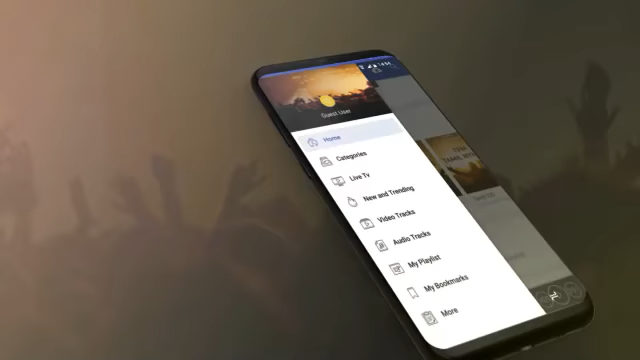 Guest User
Home
Categories
Live Tv
New and Trending
Video Tracks
Audio Tracks
My Playlist
My Bookmarks
More